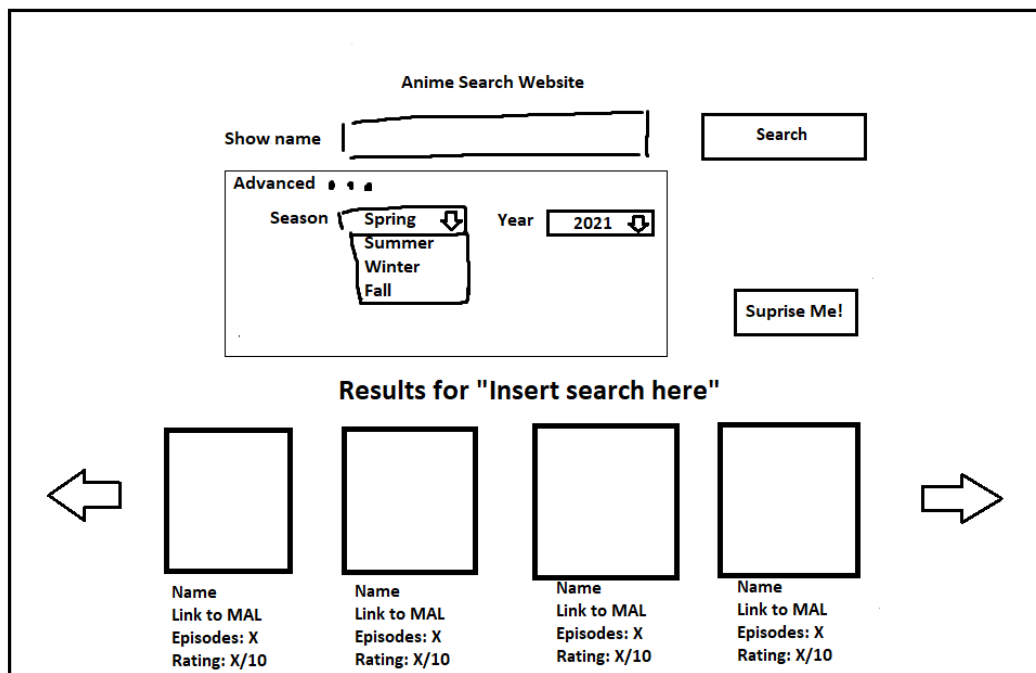 Anime Search Website
Show name
Search
Advanced
Season
Spring
Year
2021
Summer
Winter
Fall
Suprise Me!
Results for "Insert search here"
Name
Link to MAL
Episodes: X
Rating: X/10
Name
Link to MAL
Episodes: X
Rating: X/10
Name
Link to MAL
Episodes: X
Rating: X/10
Name
Link to MAL
Episodes: X
Rating: X/10